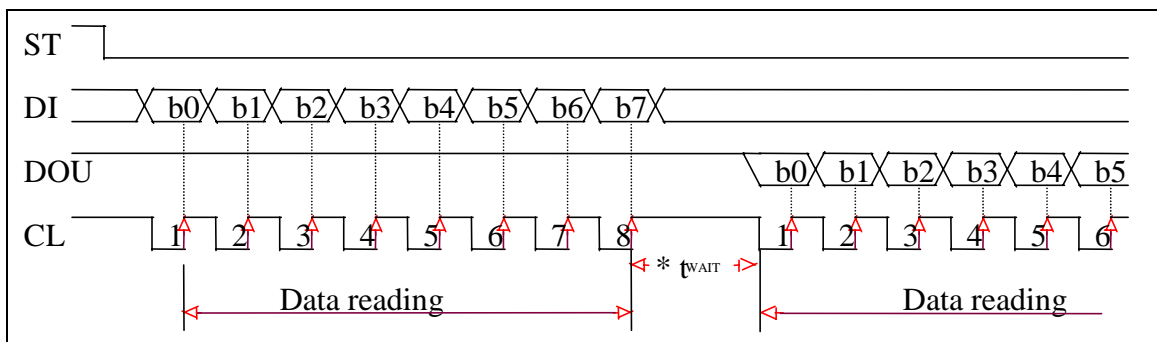 ST
DI b0 b1 b2 b3 b4 b5 b6 b7
DOU b0 b1 b2 b3 b4 b5
CL 1 2 3 4 5 6 7 8 1 2 3 4 5 6
* tWAIT
Data reading Data reading